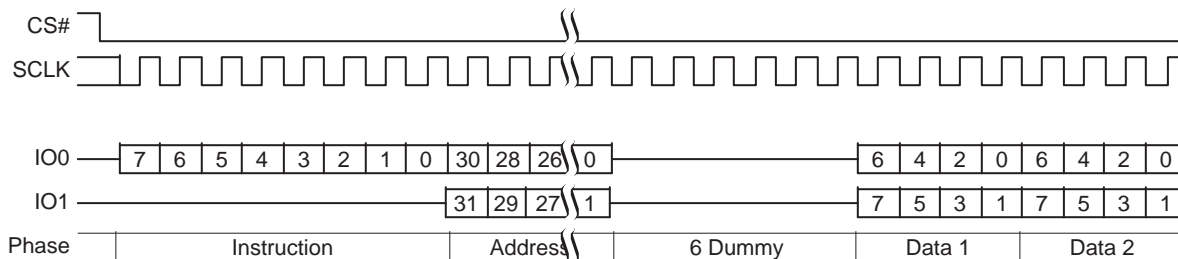 CS#
SCLK
IO0 7 6 5 4 3 2 1 0 30 28 26 0 6 4 2 0 6 4 2 0
IO1 31 29 27 1 7 5 3 1 7 5 3 1
Phase Instruction Address 6 Dummy Data 1 Data 2